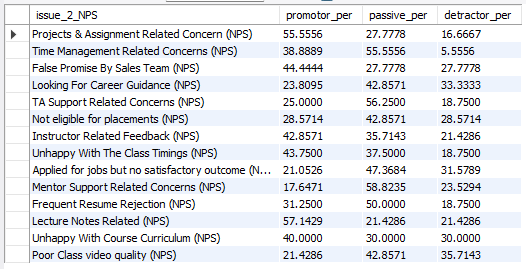 issue_2_NPS promotor_per passive_per detractor_per
Projects & Assignment Related Concern (NPS) 55.5556 27.7778 16.6667
Time Management Related Concerns (NPS) 38.8889 55.5556 5.5556
False Promise By Sales Team (NPS) 44.4444 27.7778 27.7778
Looking For Career Guidance (NPS) 23.8095 42.8571 33.3333
TA Support Related Concerns (NPS) 25.0000 56.2500 18.7500
Not eligible for placements (NPS) 28.5714 42.8571 28.5714
Instructor Related Feedback (NPS) 42.8571 35.7143 21.4286
Unhappy With The Class Timings (NPS) 43.7500 37.5000 18.7500
Applied for jobs but no satisfactory outcome (N... 21.0526 47.3684 31.5789
Mentor Support Related Concerns (NPS) 17.6471 58.8235 23.5294
Frequent Resume Rejection (NPS) 31.2500 50.0000 18.7500
Lecture Notes Related (NPS) 57.1429 21.4286 21.4286
Unhappy With Course Curriculum (NPS) 40.0000 30.0000 30.0000
Poor Class video quality (NPS) 21.4286 42.8571 35.7143